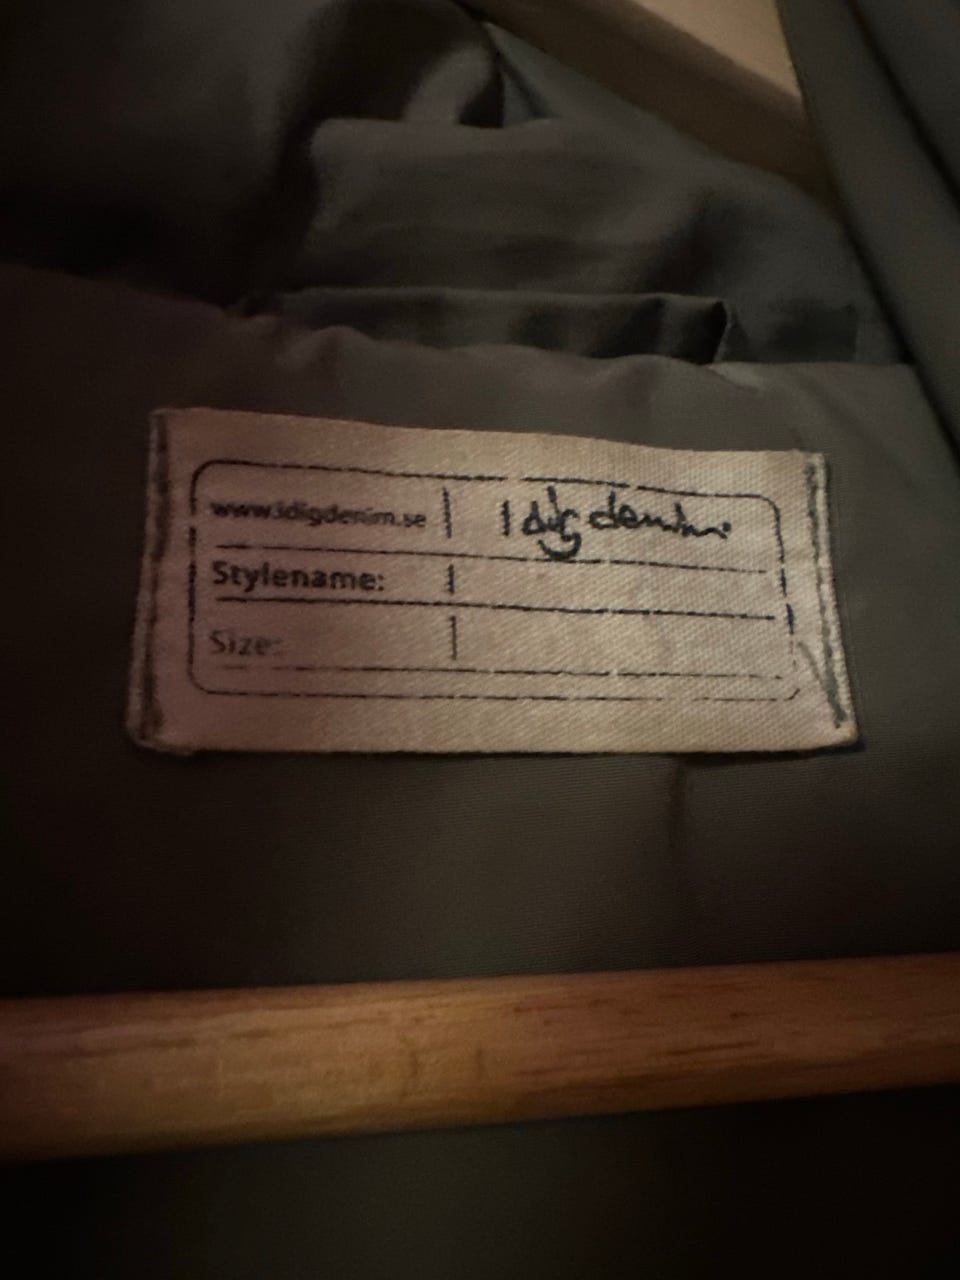 www.idigdenim.se | I dig denim
Stylename: |
Size: |